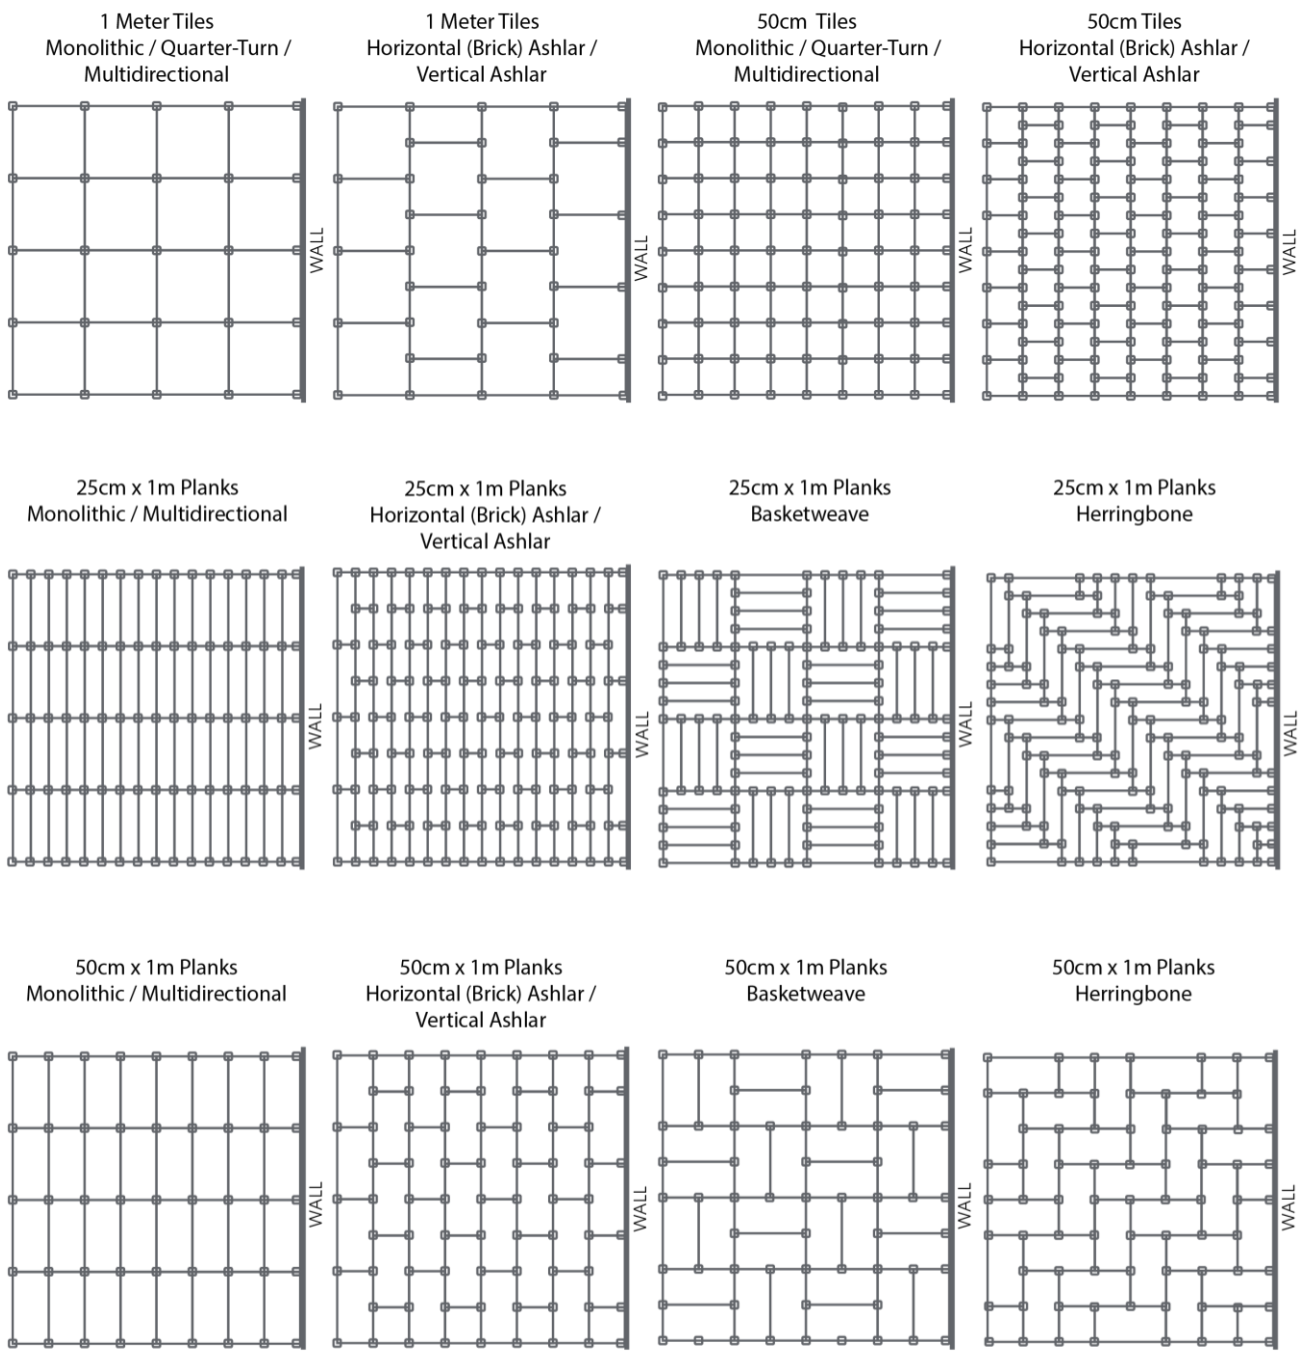 1 Meter Tiles
Monolithic / Quarter-Turn /
Multidirectional
1 Meter Tiles
Horizontal (Brick) Ashlar /
Vertical Ashlar
50cm Tiles
Monolithic / Quarter-Turn /
Multidirectional
50cm Tiles
Horizontal (Brick) Ashlar /
Vertical Ashlar
WALL
WALL
WALL
WALL
25cm x 1m Planks
Monolithic / Multidirectional
25cm x 1m Planks
Horizontal (Brick) Ashlar /
Vertical Ashlar
25cm x 1m Planks
Basketweave
25cm x 1m Planks
Herringbone
WALL
WALL
WALL
WALL
50cm x 1m Planks
Monolithic / Multidirectional
50cm x 1m Planks
Horizontal (Brick) Ashlar /
Vertical Ashlar
50cm x 1m Planks
Basketweave
50cm x 1m Planks
Herringbone
WALL
WALL
WALL
WALL